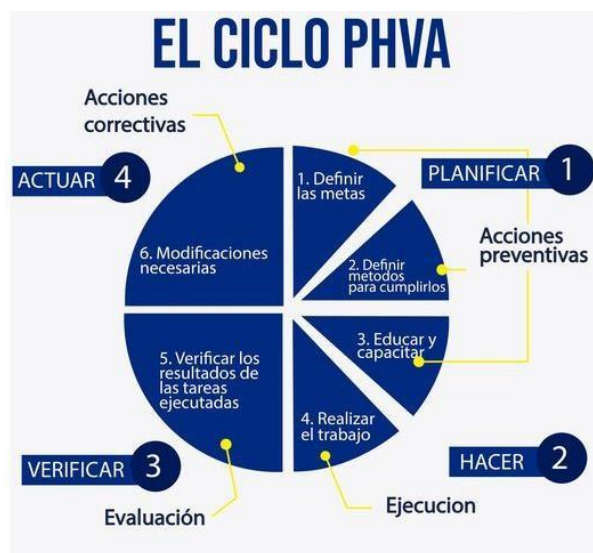 EL CICLO PHVA
Acciones
correctivas
ACTUAR 4
PLANIFICAR 1
1. Definir
las metas
Acciones
preventivas
6. Modificaciones
necesarias
2. Definir
metodos
para cumplirlos
3. Educar y
capacitar
5. Verificar los
resultados de
las tareas
ejecutadas
4. Realizar
el trabajo
VERIFICAR 3
HACER 2
Evaluación
Ejecucion